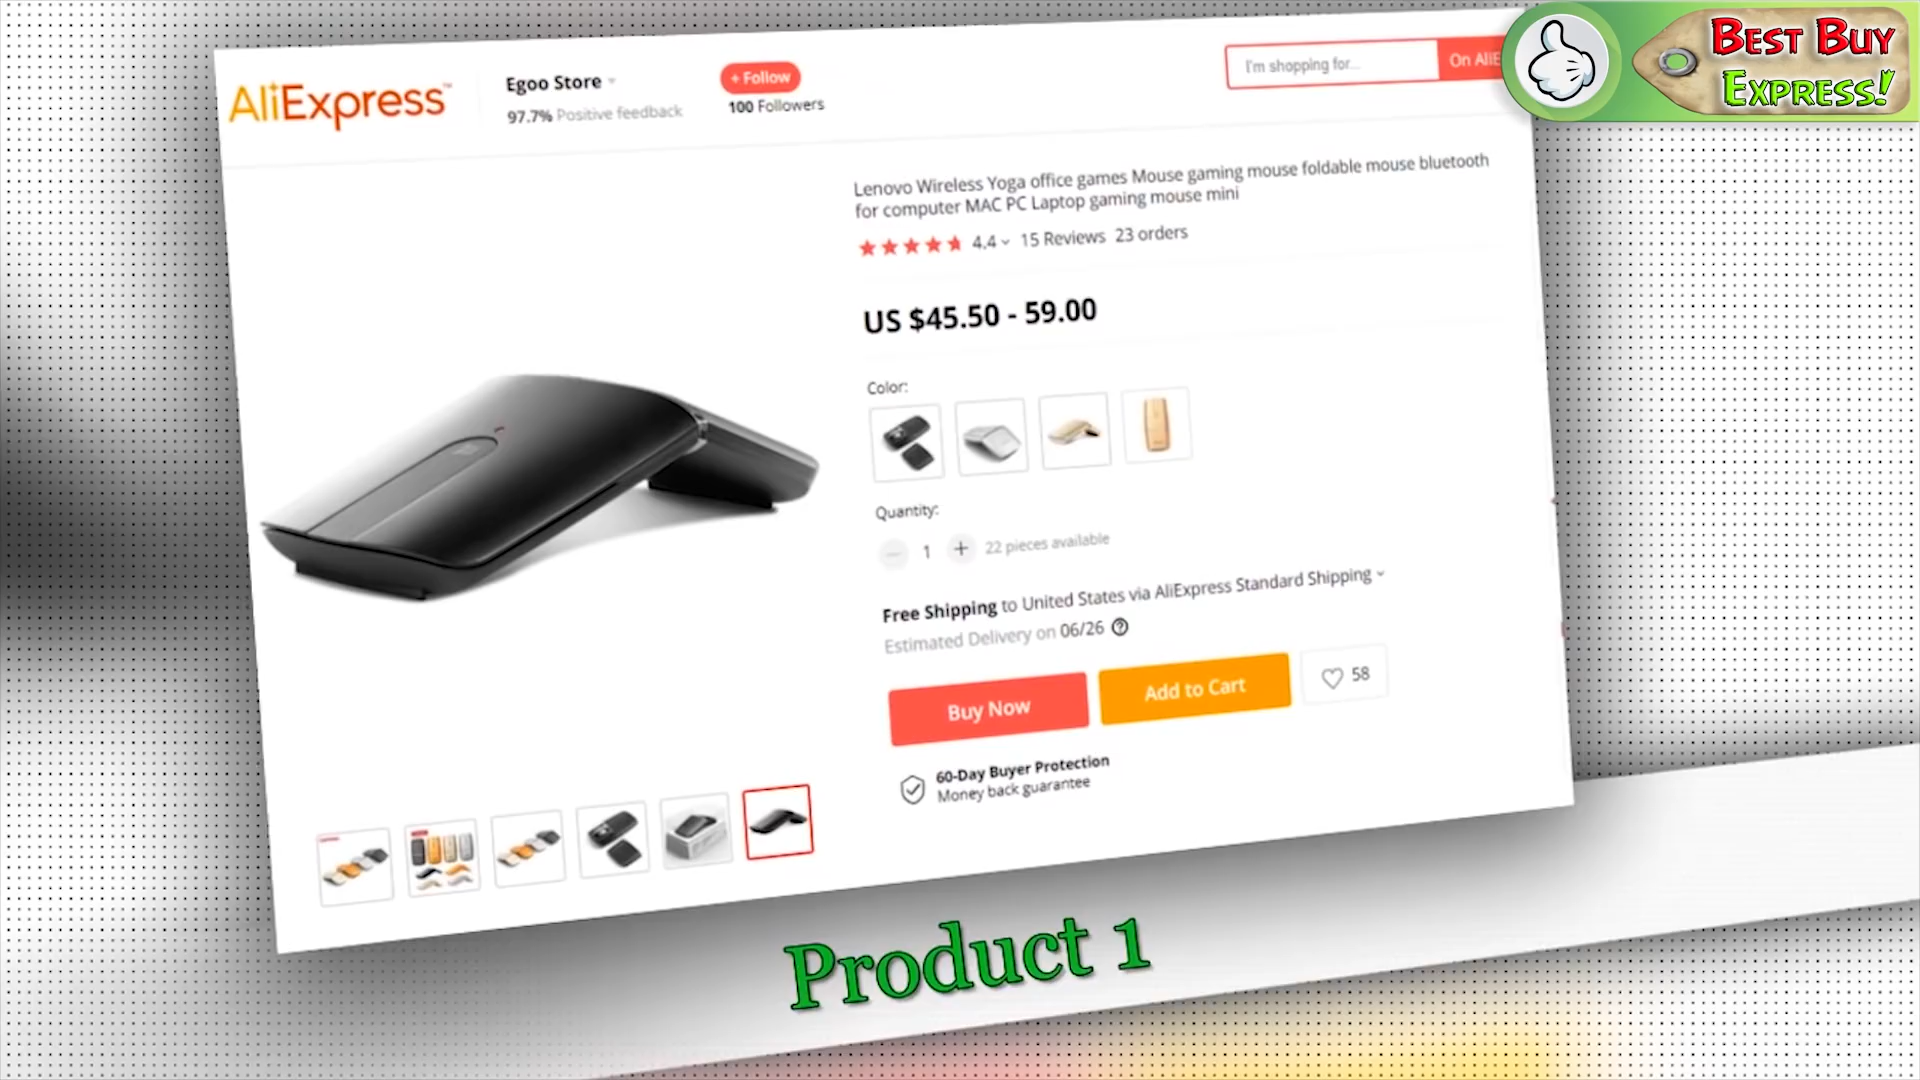 BEST BUY
EXPRESS!
AliExpress™
Egoo Store
97.7% Positive feedback
+ Follow
100 Followers
I'm shopping for...
On AliE
Lenovo Wireless Yoga office games Mouse gaming mouse foldable mouse bluetooth
for computer MAC PC Laptop gaming mouse mini
4.4 15 Reviews 23 orders
US $45.50 - 59.00
Color:
Quantity:
1 + 22 pieces available
Free Shipping to United States via AliExpress Standard Shipping
Estimated Delivery on 06/26 ?
Buy Now
Add to Cart
58
60-Day Buyer Protection
Money back guarantee
Product 1